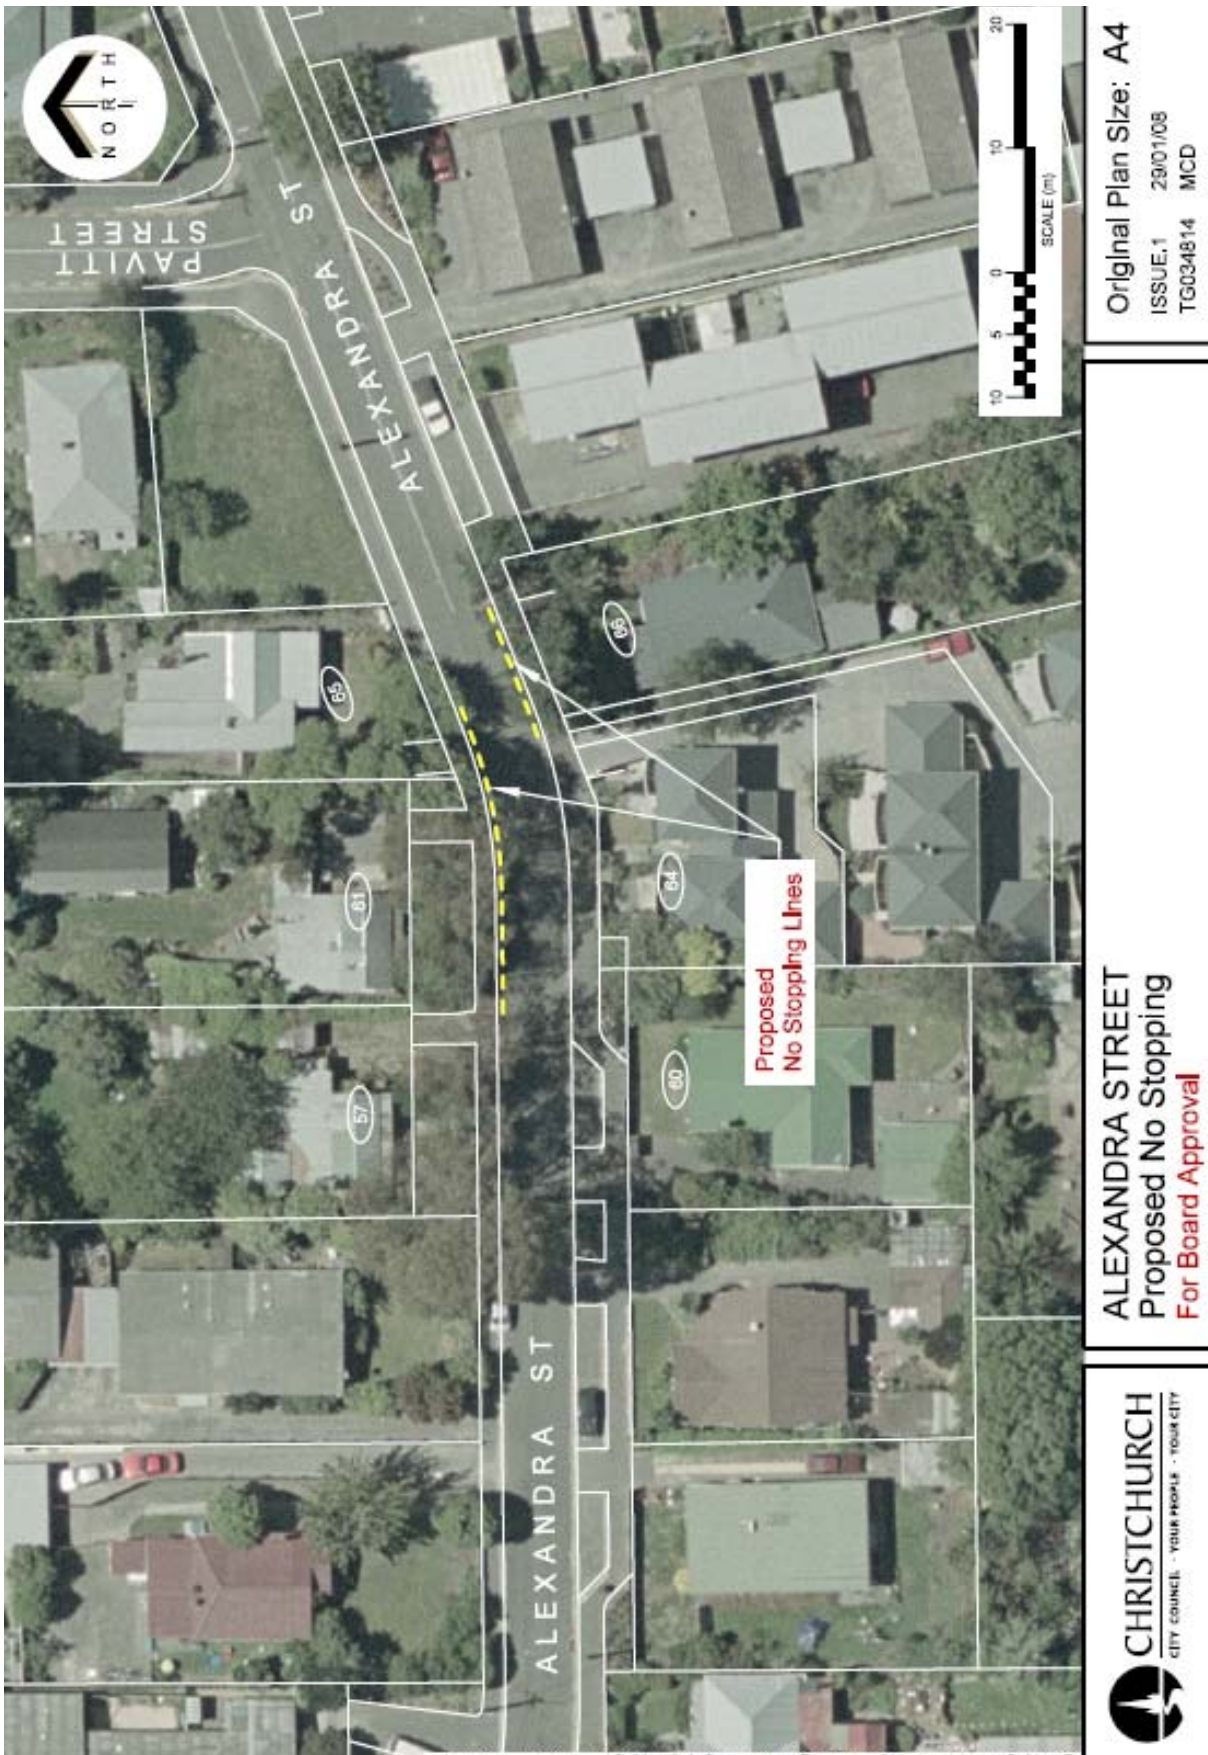 NORTH
PAVITT
STREET
ALEXANDRA ST
ALEXANDRA ST
65
61
57
66
64
60
Proposed
No Stopping Lines
10 5 0 10 20
SCALE (m)
CHRISTCHURCH
CITY COUNCIL · YOUR PEOPLE · YOUR CITY
ALEXANDRA STREET
Proposed No Stopping
For Board Approval
Original Plan Size: A4
ISSUE.1 29/01/08
TG034814 MCD